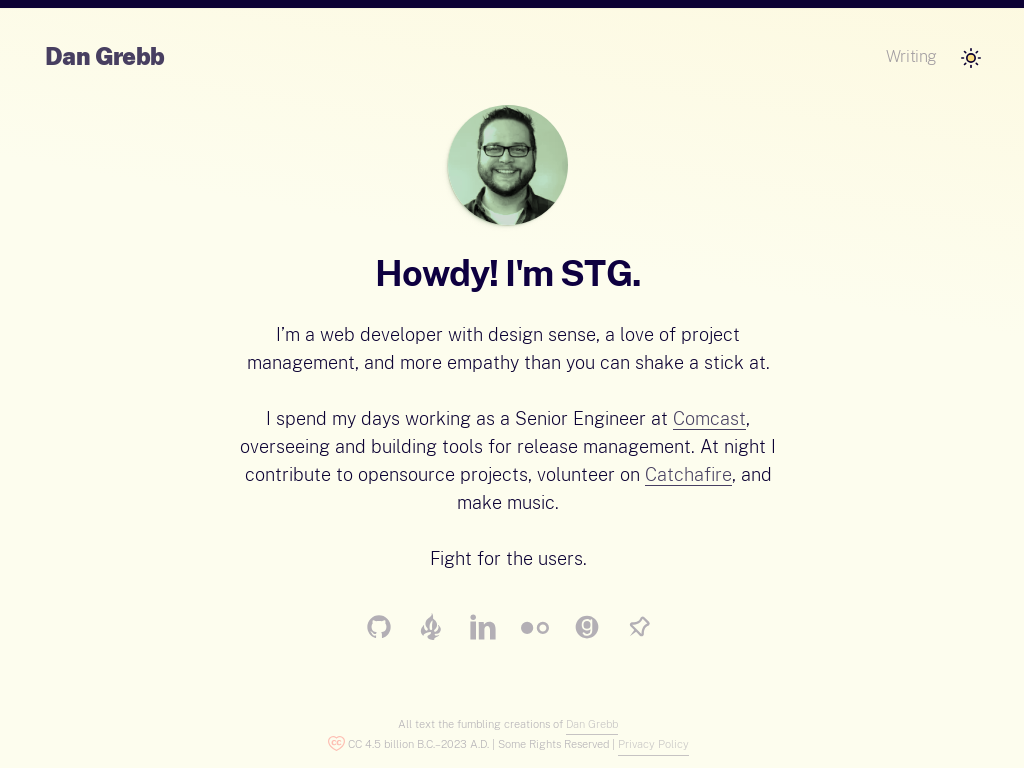 Dan Grebb
Writing
Howdy! I'm STG.
I’m a web developer with design sense, a love of project
management, and more empathy than you can shake a stick at.
I spend my days working as a Senior Engineer at Comcast,
overseeing and building tools for release management. At night I
contribute to opensource projects, volunteer on Catchafire, and
make music.
Fight for the users.
All text the fumbling creations of Dan Grebb
CC 4.5 billion B.C.–2023 A.D. | Some Rights Reserved | Privacy Policy